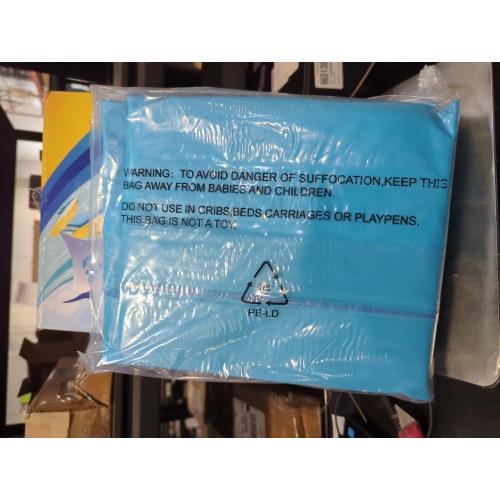 WARNING: TO AVOID DANGER OF SUFFOCATION,KEEP THIS
BAG AWAY FROM BABIES AND CHILDREN.
DO NOT USE IN CRIBS,BEDS,CARRIAGES OR PLAYPENS.
THIS BAG IS NOT A TOY.
PE-LD